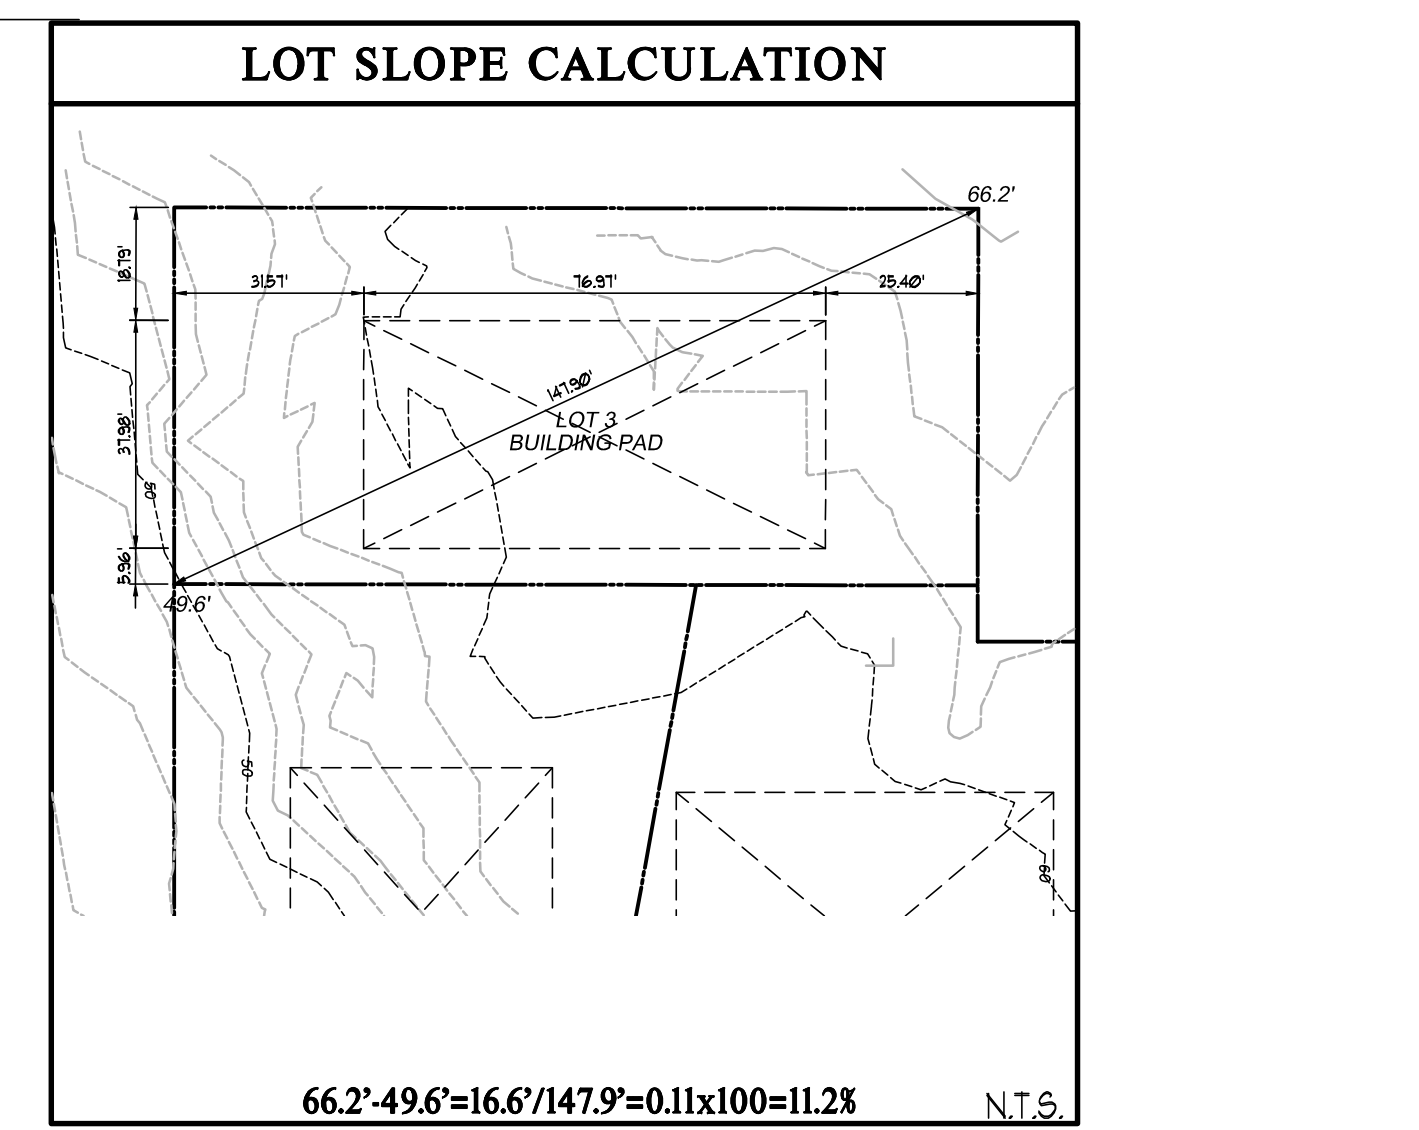 LOT SLOPE CALCULATION
66.2'
18.79'
31.57'
76.97'
25.40'
147.90'
37.98'
LOT 3
BUILDING PAD
50
5.96'
49.6'
50
60
66.2'-49.6'=16.6'/147.9'=0.11x100=11.2%
N.T.S.